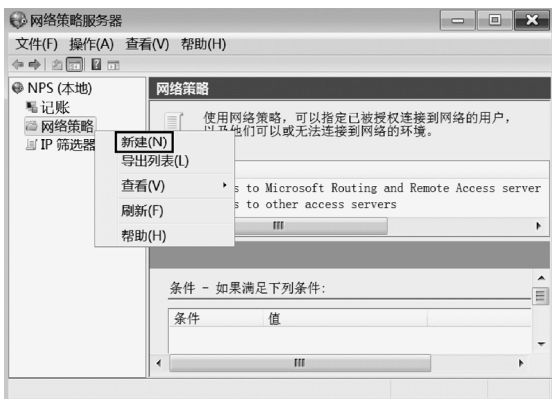 网络策略服务器
文件(F) 操作(A) 查看(V) 帮助(H)
NPS (本地)
记账
网络策略
IP 筛选器
新建(N)
导出列表(L)
查看(V)
刷新(F)
帮助(H)
网络策略
使用网络策略，可以指定已被授权连接到网络的用户，
以及他们可以或无法连接到网络的环境。
s to Microsoft Routing and Remote Access server
s to other access servers
条件 - 如果满足下列条件:
条件 值